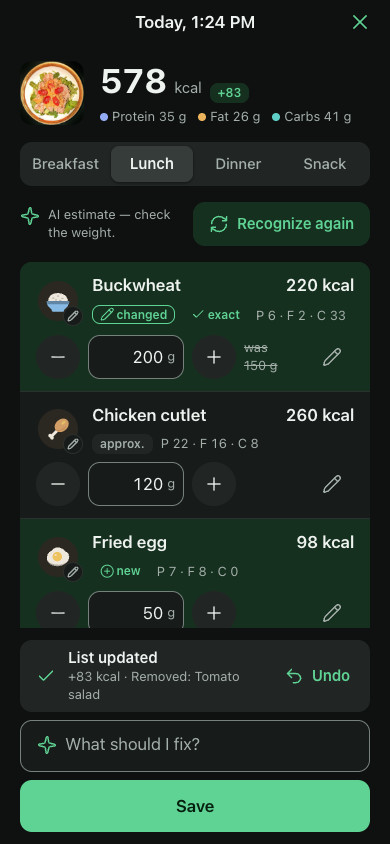 Today, 1:24 PM
578 kcal +83
Protein 35 g Fat 26 g Carbs 41 g
Breakfast Lunch Dinner Snack
AI estimate — check
the weight.
Recognize again
Buckwheat 220 kcal
changed exact P 6 · F 2 · C 33
200 g
was
150 g
Chicken cutlet 260 kcal
approx. P 22 · F 16 · C 8
120 g
Fried egg 98 kcal
new P 7 · F 8 · C 0
50 g
List updated
+83 kcal · Removed: Tomato
salad
Undo
What should I fix?
Save